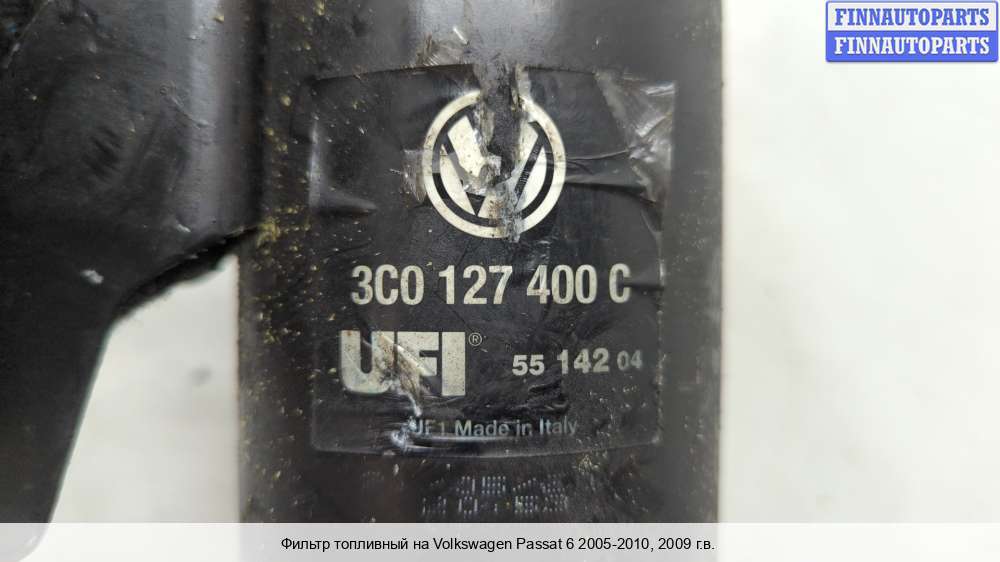 FINNAUTOPARTS
FINNAUTOPARTS
3C0 127 400 C
UFI®
55 142 04
Made in Italy
Фильтр топливный на Volkswagen Passat 6 2005-2010, 2009 г.в.